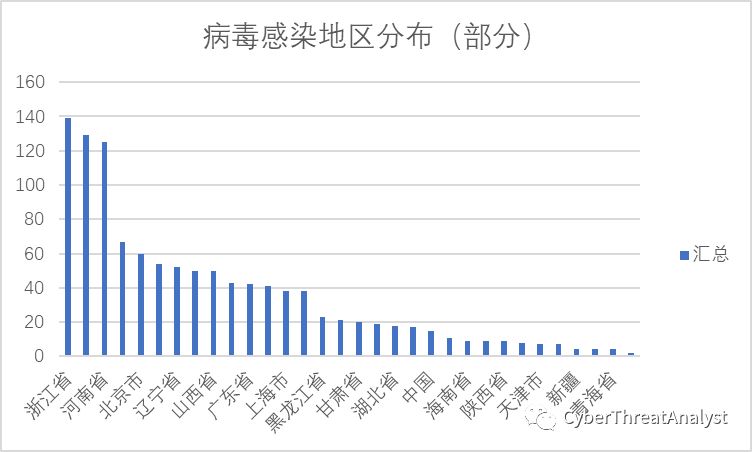 病毒感染地区分布（部分）
160
140
120
100
80
60
40
20
0
浙江省
河南省
北京市
辽宁省
山西省
广东省
上海市
黑龙江省
甘肃省
湖北省
中国
海南省
陕西省
天津市
新疆
青海省
汇总
CyberThreatAnalyst